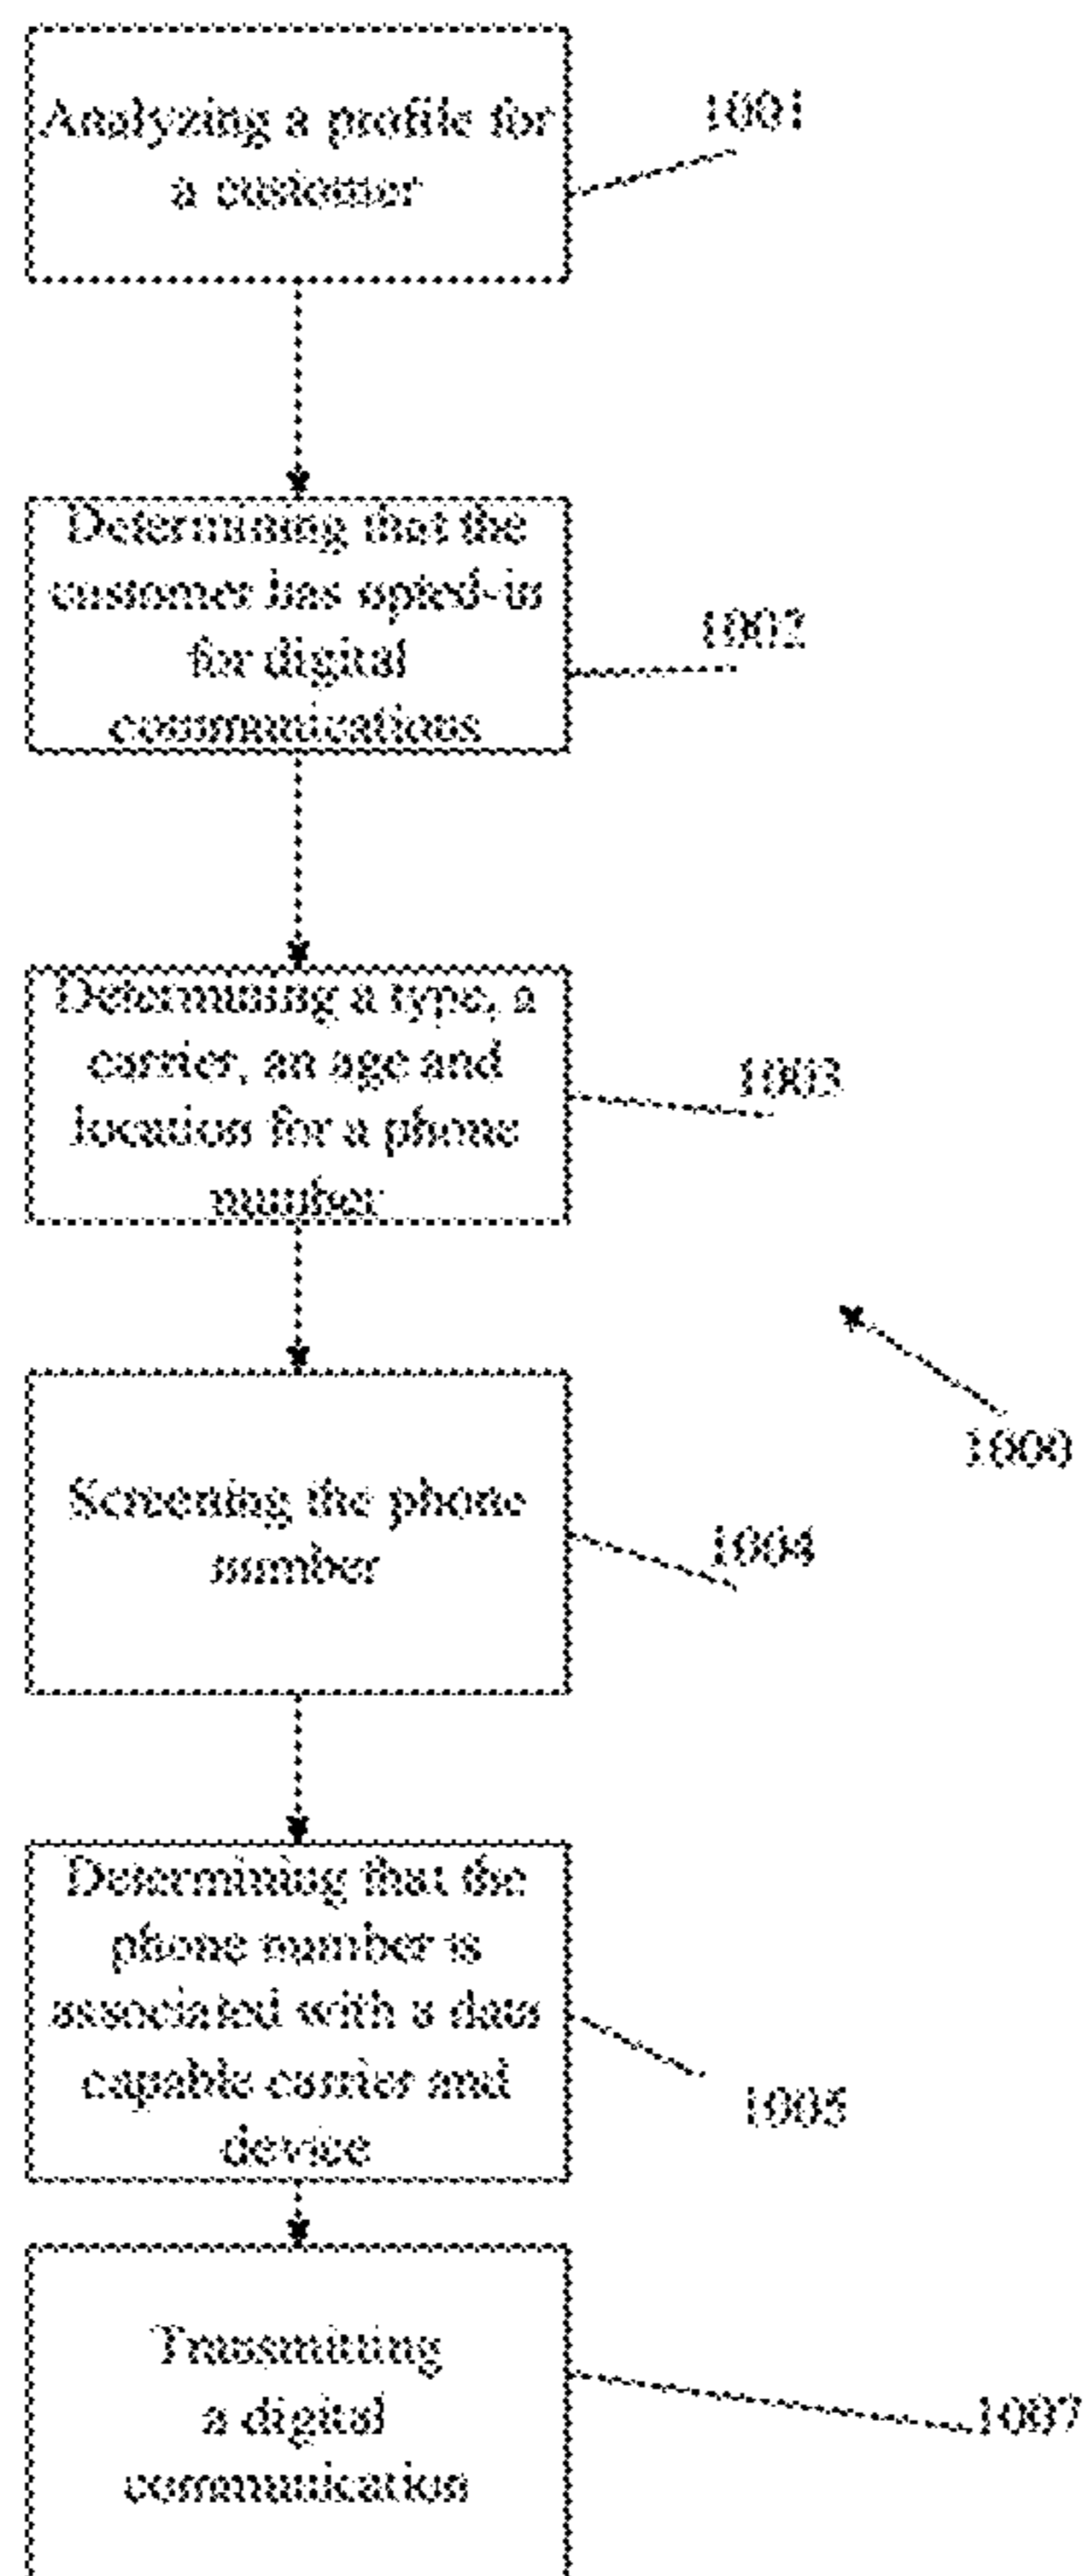 Analyzing a profile for
a customer
1001
Determining that the
customer has opted-in
for digital
communications
1002
Determining a type, a
carrier, an age and
location for a phone
number
1003
1000
Screening the phone
number
1004
Determining that the
phone number is
associated with a data
capable carrier and
device
1005
Transmitting
a digital
communication
1007